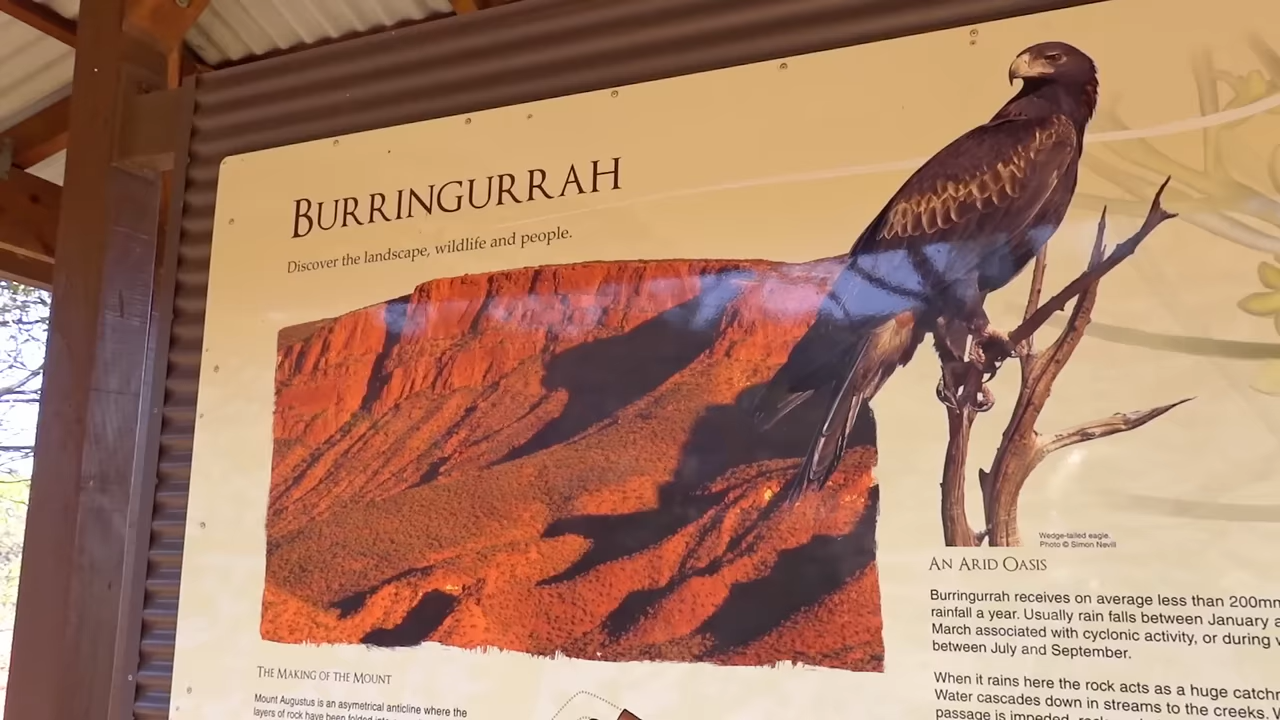 BURRINGURRAH
Discover the landscape, wildlife and people.
Wedge-tailed eagle.
Photo © Simon Nevill
AN ARID OASIS
Burringurrah receives on average less than 200mm
rainfall a year. Usually rain falls between January
March associated with cyclonic activity, or during
between July and September.
When it rains here the rock acts as a huge
Water cascades down in streams to the creeks.
passage is impeded,
THE MAKING OF THE MOUNT
Mount Augustus is an asymetrical anticline where the
layers of rock have been folded